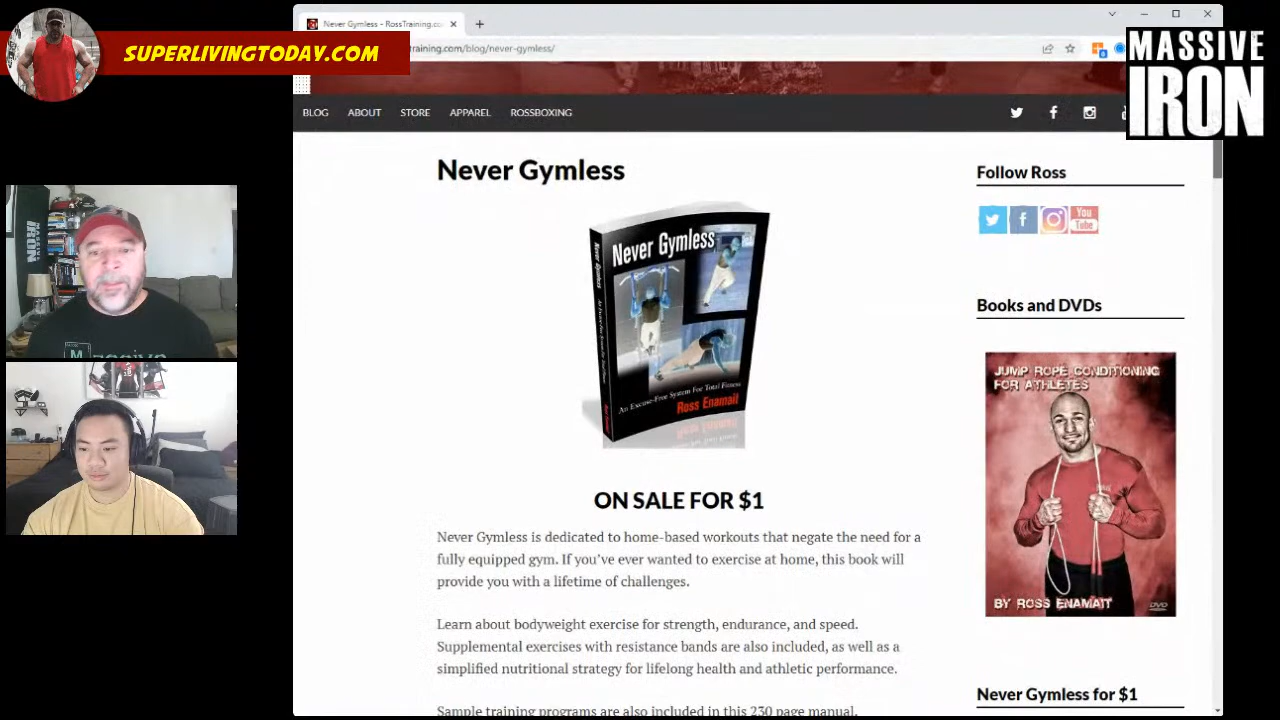 SUPERLIVINGTODAY.COM
MASSIVE
IRON
Never Gymless - RossTraining.co
training.com/blog/never-gymless/
BLOG ABOUT STORE APPAREL ROSSBOXING
Never Gymless
Never Gymless
An Excuse-Free System For Total Fitness
Ross Enamait
ON SALE FOR $1
Never Gymless is dedicated to home-based workouts that negate the need for a
fully equipped gym. If you’ve ever wanted to exercise at home, this book will
provide you with a lifetime of challenges.
Learn about bodyweight exercise for strength, endurance, and speed.
Supplemental exercises with resistance bands are also included, as well as a
simplified nutritional strategy for lifelong health and athletic performance.
Sample training programs are also included in this 230 page manual.
Follow Ross
You
Tube
Books and DVDs
JUMP ROPE CONDITIONING
FOR ATHLETES
BY ROSS ENAMAIT
DVD
Never Gymless for $1
IRON
M